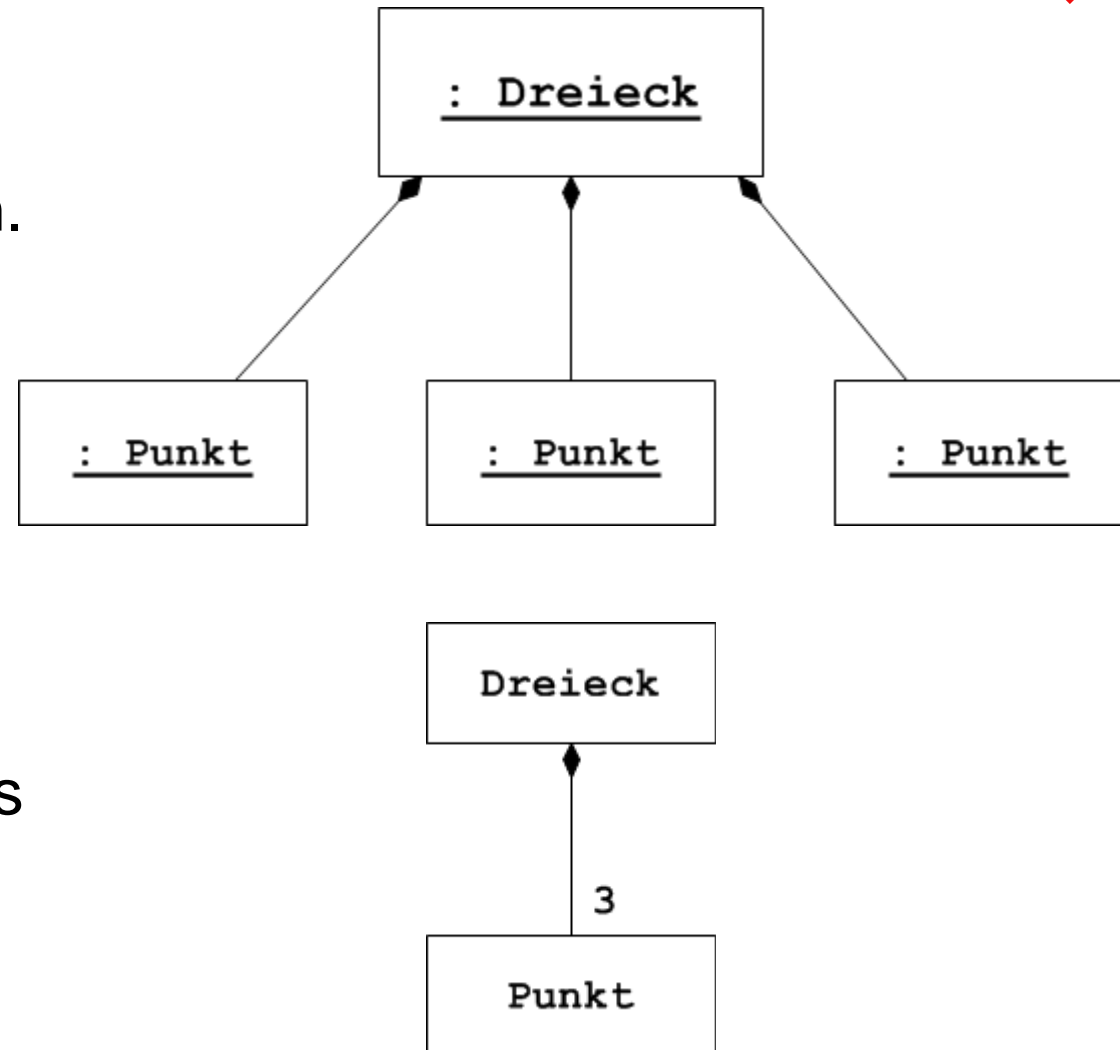 : Dreieck
n.
: Punkt : Punkt : Punkt
Dreieck
s
3
Punkt